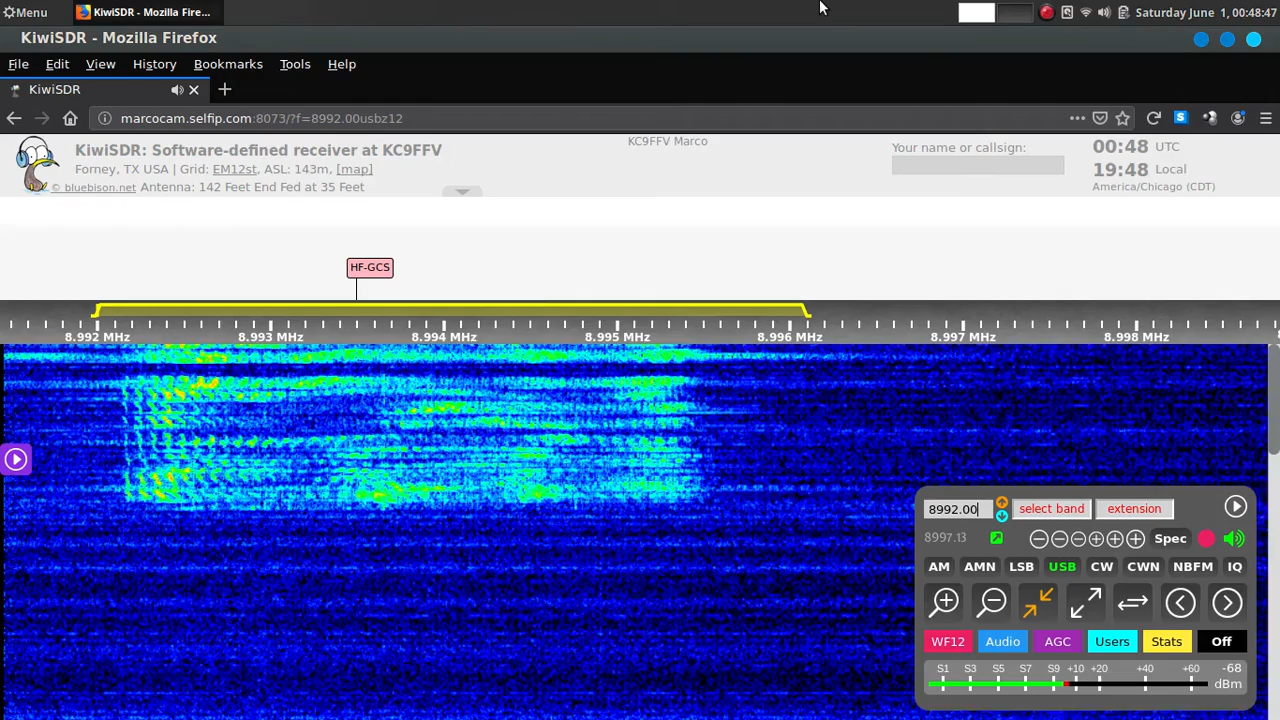 Menu
KiwiSDR - Mozilla Fire...
Saturday June 1, 00:48:47
KiwiSDR - Mozilla Firefox
File Edit View History Bookmarks Tools Help
KiwiSDR
marcocam.selfip.com:8073/?f=8992.00usbz12
KiwiSDR: Software-defined receiver at KC9FFV
KC9FFV Marco
Your name or callsign:
00:48 UTC
Forney, TX USA | Grid: EM12st, ASL: 143m, [map]
19:48 Local
© bluebison.net Antenna: 142 Feet End Fed at 35 Feet
America/Chicago (CDT)
HF-GCS
8.992 MHz 8.993 MHz 8.994 MHz 8.995 MHz 8.996 MHz 8.997 MHz 8.998 MHz
8992.00 select band extension
8997.13 Spec
AM AMN LSB USB CW CWN NBFM IQ
WF12 Audio AGC Users Stats Off
S1 S3 S5 S7 S9 +10 +20 +40 +60 -68
dBm